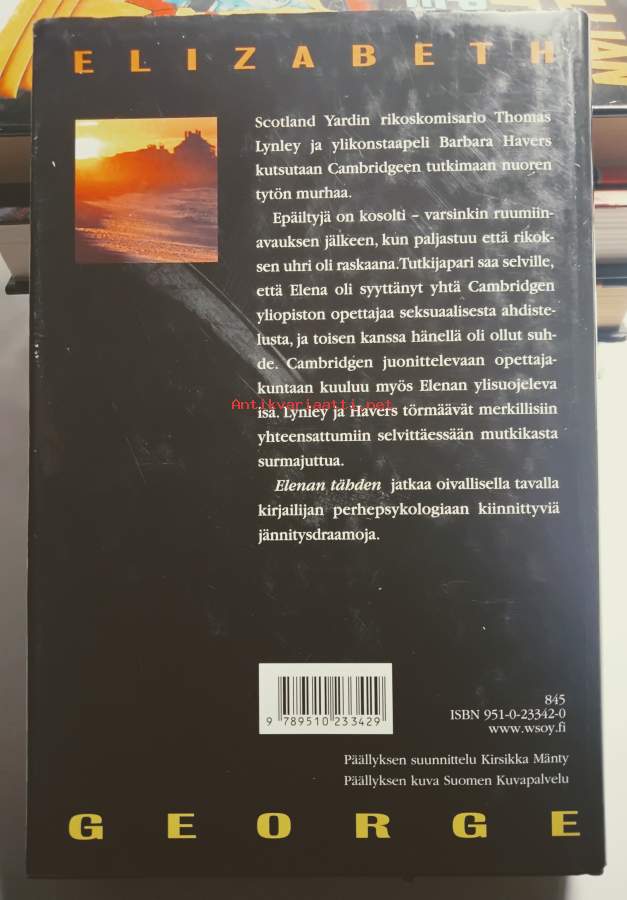 ELIZABETH
Scotland Yardin rikoskomisario Thomas
Lynley ja ylikonstaapeli Barbara Havers
kutsutaan Cambridgeen tutkimaan nuoren
tytön murhaa.
Epäiltyjä on kosolti – varsinkin ruumiin-
avauksen jälkeen, kun paljastuu että rikok-
sen uhri oli raskaana. Tutkijapari saa selville,
että Elena oli syyttänyt yhtä Cambridgen
yliopiston opettajaa seksuaalisesta ahdiste-
lusta, ja toisen kanssa hänellä oli ollut suh-
de. Cambridgen juonittelevaan opettaja-
kuntaan kuuluu myös Elenan ylisuojeleva
Antikvariaatti.net
isä. Lynley ja Havers törmäävät merkillisiin
yhteensattumiin selvittäessään mutkikasta
surmajuttua.
Elenan tähden jatkaa oivallisella tavalla
kirjailijan perhepsykologiaan kiinnittyviä
jännitysdraamoja.
9 789510 233429
845
ISBN 951-0-23342-0
www.wsoy.fi
Päällyksen suunnittelu Kirsikka Mänty
Päällyksen kuva Suomen Kuvapalvelu
GEORGE